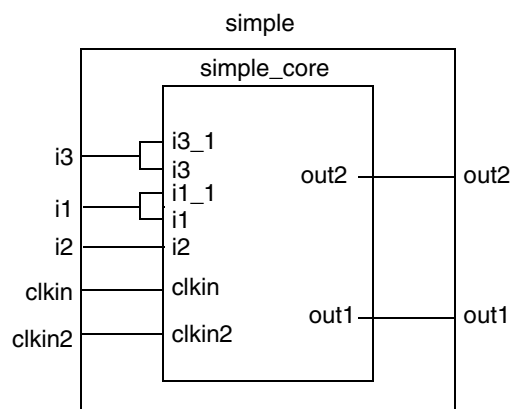 simple
simple_core
i3
i3_1
i3
i1
i1_1
i1
i2
i2
clkin
clkin
clkin2
clkin2
out2
out2
out1
out1